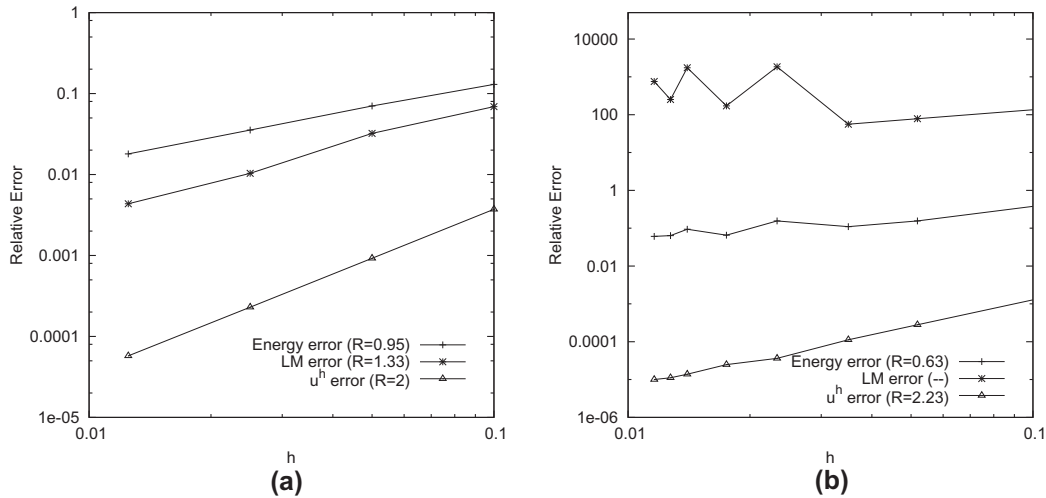 1
0.1
0.01
0.001
0.0001
1e-05
Relative Error
0.01
0.1
h
Energy error (R=0.95)
LM error (R=1.33)
u^h error (R=2)
(a)
10000
100
1
0.01
0.0001
1e-06
Relative Error
0.01
0.1
h
Energy error (R=0.63)
LM error (--)
u^h error (R=2.23)
(b)